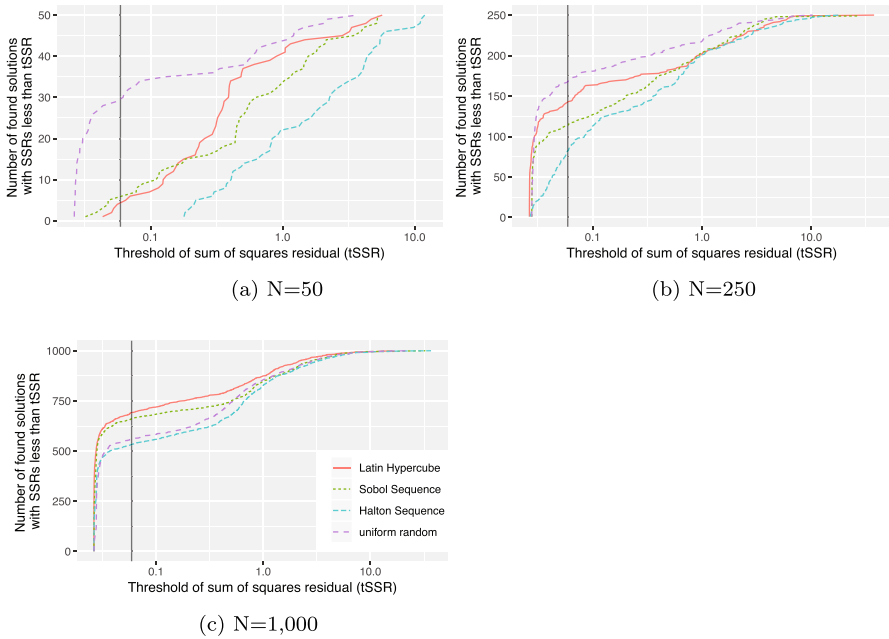 Number of found solutions
with SSRs less than tSSR
50
40
30
20
10
0
0.1
1.0
10.0
Threshold of sum of squares residual (tSSR)
(a) N=50
Number of found solutions
with SSRs less than tSSR
250
200
150
100
50
0
0.1
1.0
10.0
Threshold of sum of squares residual (tSSR)
(b) N=250
Number of found solutions
with SSRs less than tSSR
1000
750
500
250
0
0.1
1.0
10.0
Latin Hypercube
Sobol Sequence
Halton Sequence
uniform random
Threshold of sum of squares residual (tSSR)
(c) N=1,000